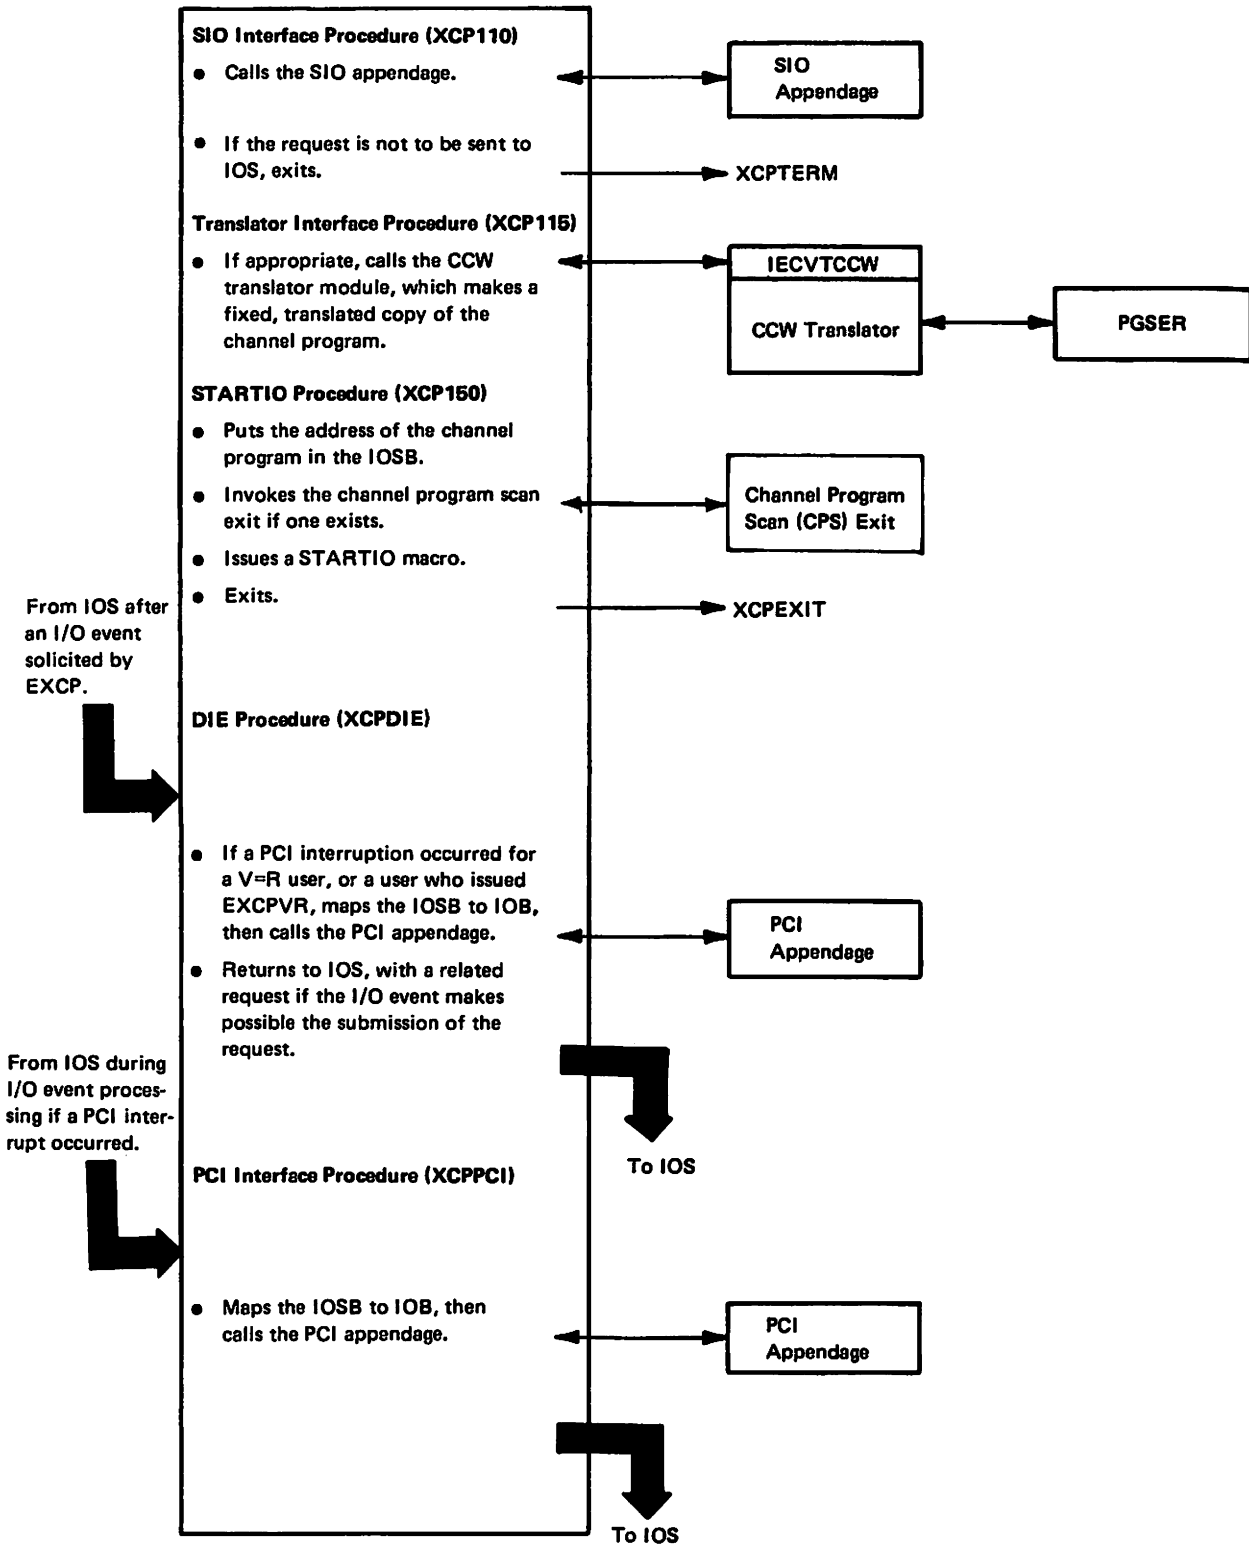 SIO Interface Procedure (XCP110)
● Calls the SIO appendage.
SIO
Appendage
● If the request is not to be sent to
IOS, exits.
XCPTERM
Translator Interface Procedure (XCP115)
● If appropriate, calls the CCW
translator module, which makes a
fixed, translated copy of the
channel program.
IECVTCCW
CCW Translator
PGSER
STARTIO Procedure (XCP150)
● Puts the address of the channel
program in the IOSB.
● Invokes the channel program scan
exit if one exists.
Channel Program
Scan (CPS) Exit
● Issues a STARTIO macro.
● Exits.
XCPEXIT
From IOS after
an I/O event
solicited by
EXCP.
DIE Procedure (XCPDIE)
● If a PCI interruption occurred for
a V=R user, or a user who issued
EXCPVR, maps the IOSB to IOB,
then calls the PCI appendage.
PCI
Appendage
● Returns to IOS, with a related
request if the I/O event makes
possible the submission of the
request.
To IOS
From IOS during
I/O event proces-
sing if a PCI inter-
rupt occurred.
PCI Interface Procedure (XCPPCI)
● Maps the IOSB to IOB, then
calls the PCI appendage.
PCI
Appendage
To IOS